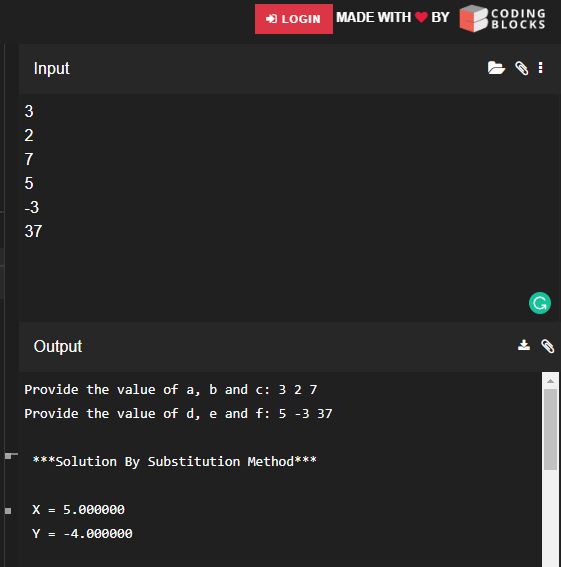 LOGIN MADE WITH BY CODING BLOCKS
Input
3
2
7
5
-3
37
Output
Provide the value of a, b and c: 3 2 7
Provide the value of d, e and f: 5 -3 37
***Solution By Substitution Method***
X = 5.000000
Y = -4.000000